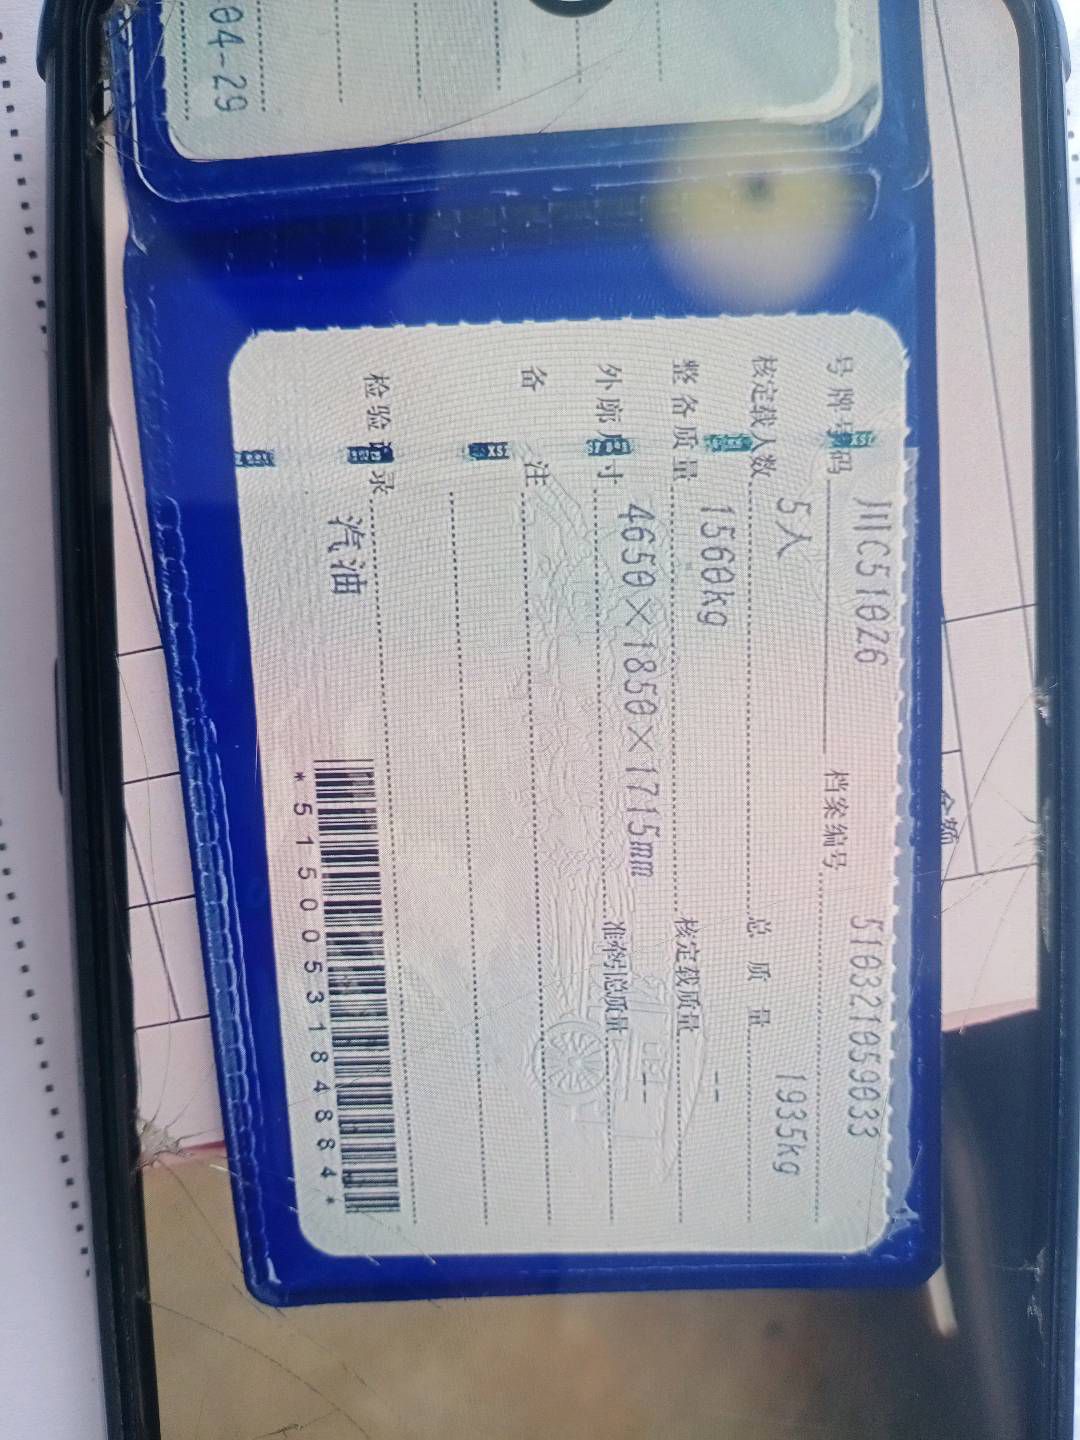 04-29
号牌号码 川C510Z6 档案编号 510321059033
核定载人数 5人 总质量 1935kg
整备质量 1560kg 核定载质量 --
外廓尺寸 4650×1850×1715mm 准牵引总质量 --
备注
检验记录
汽油
*5150053184884*
金额